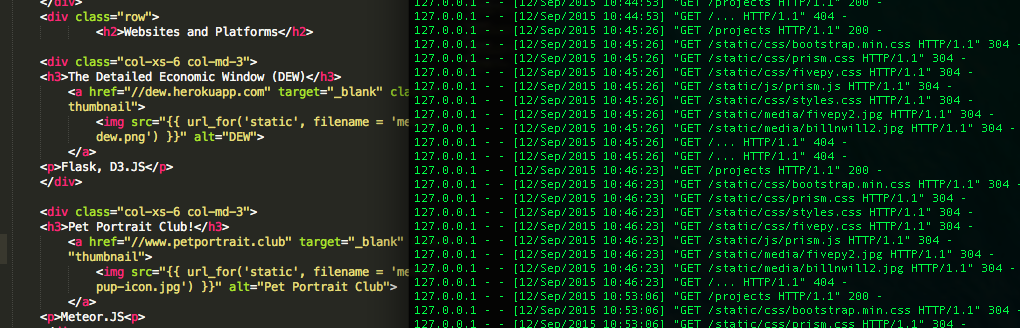 </div>
<div class="row">
<h2>Websites and Platforms</h2>
<div class="col-xs-6 col-md-3">
<h3>The Detailed Economic Window (DEW)</h3>
<a href="//dew.herokuapp.com" target="_blank" cla
thumbnail">
<img src="{{ url_for('static', filename = 'me
dew.png') }}" alt="DEW">
</a>
<p>Flask, D3.JS</p>
</div>
<div class="col-xs-6 col-md-3">
<h3>Pet Portrait Club!</h3>
<a href="//www.petportrait.club" target="_blank"
"thumbnail">
<img src="{{ url_for('static', filename = 'me
pup-icon.jpg') }}" alt="Pet Portrait Club">
</a>
<p>Meteor.JS<p>
127.0.0.1 - - [12/Sep/2015 10:44:53] "GET /projects HTTP/1.1" 200 -
127.0.0.1 - - [12/Sep/2015 10:44:53] "GET /... HTTP/1.1" 404 -
127.0.0.1 - - [12/Sep/2015 10:45:26] "GET /projects HTTP/1.1" 200 -
127.0.0.1 - - [12/Sep/2015 10:45:26] "GET /static/css/bootstrap.min.css HTTP/1.1" 304 -
127.0.0.1 - - [12/Sep/2015 10:45:26] "GET /static/css/prism.css HTTP/1.1" 304 -
127.0.0.1 - - [12/Sep/2015 10:45:26] "GET /static/css/fivepy.css HTTP/1.1" 304 -
127.0.0.1 - - [12/Sep/2015 10:45:26] "GET /static/js/prism.js HTTP/1.1" 304 -
127.0.0.1 - - [12/Sep/2015 10:45:26] "GET /static/css/styles.css HTTP/1.1" 304 -
127.0.0.1 - - [12/Sep/2015 10:45:26] "GET /static/media/fivepy2.jpg HTTP/1.1" 304 -
127.0.0.1 - - [12/Sep/2015 10:45:26] "GET /static/media/billnwill2.jpg HTTP/1.1" 304 -
127.0.0.1 - - [12/Sep/2015 10:45:26] "GET /... HTTP/1.1" 404 -
127.0.0.1 - - [12/Sep/2015 10:45:26] "GET /... HTTP/1.1" 404 -
127.0.0.1 - - [12/Sep/2015 10:46:23] "GET /projects HTTP/1.1" 200 -
127.0.0.1 - - [12/Sep/2015 10:46:23] "GET /static/css/bootstrap.min.css HTTP/1.1" 304 -
127.0.0.1 - - [12/Sep/2015 10:46:23] "GET /static/css/prism.css HTTP/1.1" 304 -
127.0.0.1 - - [12/Sep/2015 10:46:23] "GET /static/css/styles.css HTTP/1.1" 304 -
127.0.0.1 - - [12/Sep/2015 10:46:23] "GET /static/css/fivepy.css HTTP/1.1" 304 -
127.0.0.1 - - [12/Sep/2015 10:46:23] "GET /static/js/prism.js HTTP/1.1" 304 -
127.0.0.1 - - [12/Sep/2015 10:46:23] "GET /static/media/fivepy2.jpg HTTP/1.1" 304 -
127.0.0.1 - - [12/Sep/2015 10:46:23] "GET /static/media/billnwill2.jpg HTTP/1.1" 304 -
127.0.0.1 - - [12/Sep/2015 10:46:23] "GET /... HTTP/1.1" 404 -
127.0.0.1 - - [12/Sep/2015 10:53:06] "GET /projects HTTP/1.1" 200 -
127.0.0.1 - - [12/Sep/2015 10:53:06] "GET /static/css/bootstrap.min.css HTTP/1.1" 304 -
127.0.0.1 - - [12/Sep/2015 10:53:06] "GET /static/css/prism.css HTTP/1.1" 304 -